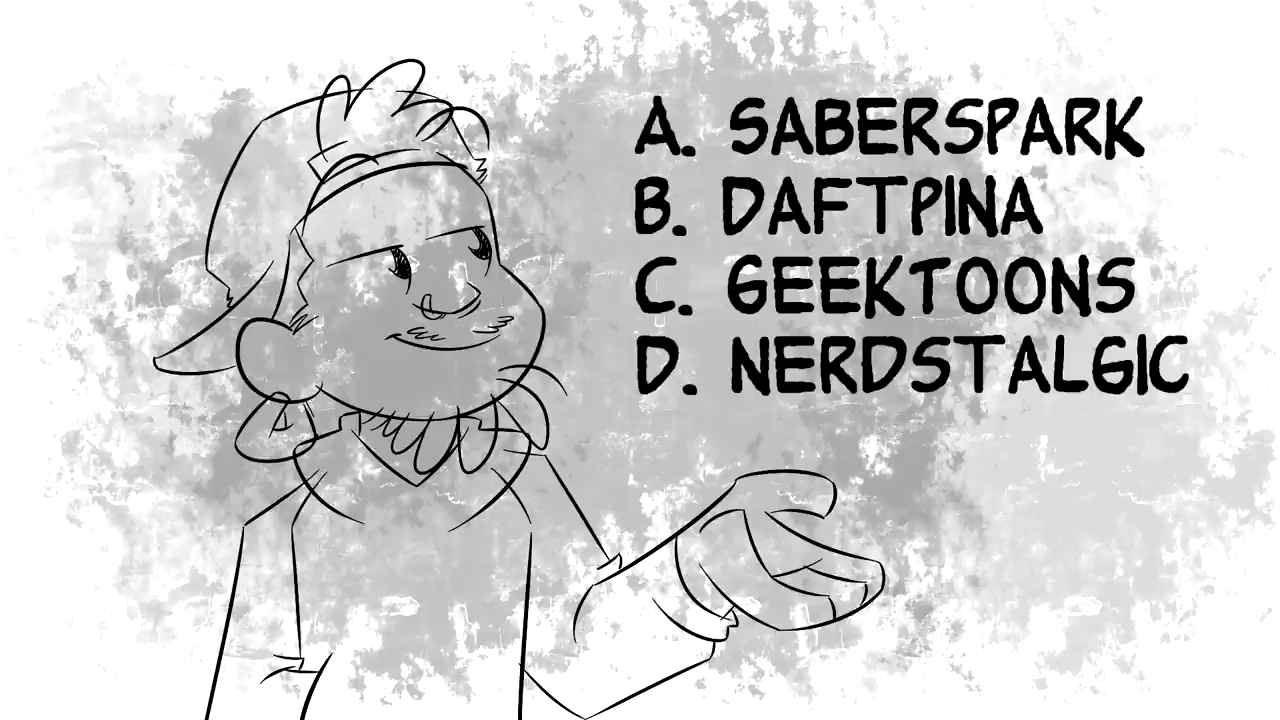 A. SABERSPARK
B. DAFTPINA
C. GEEKTOONS
D. NERDSTALGIC